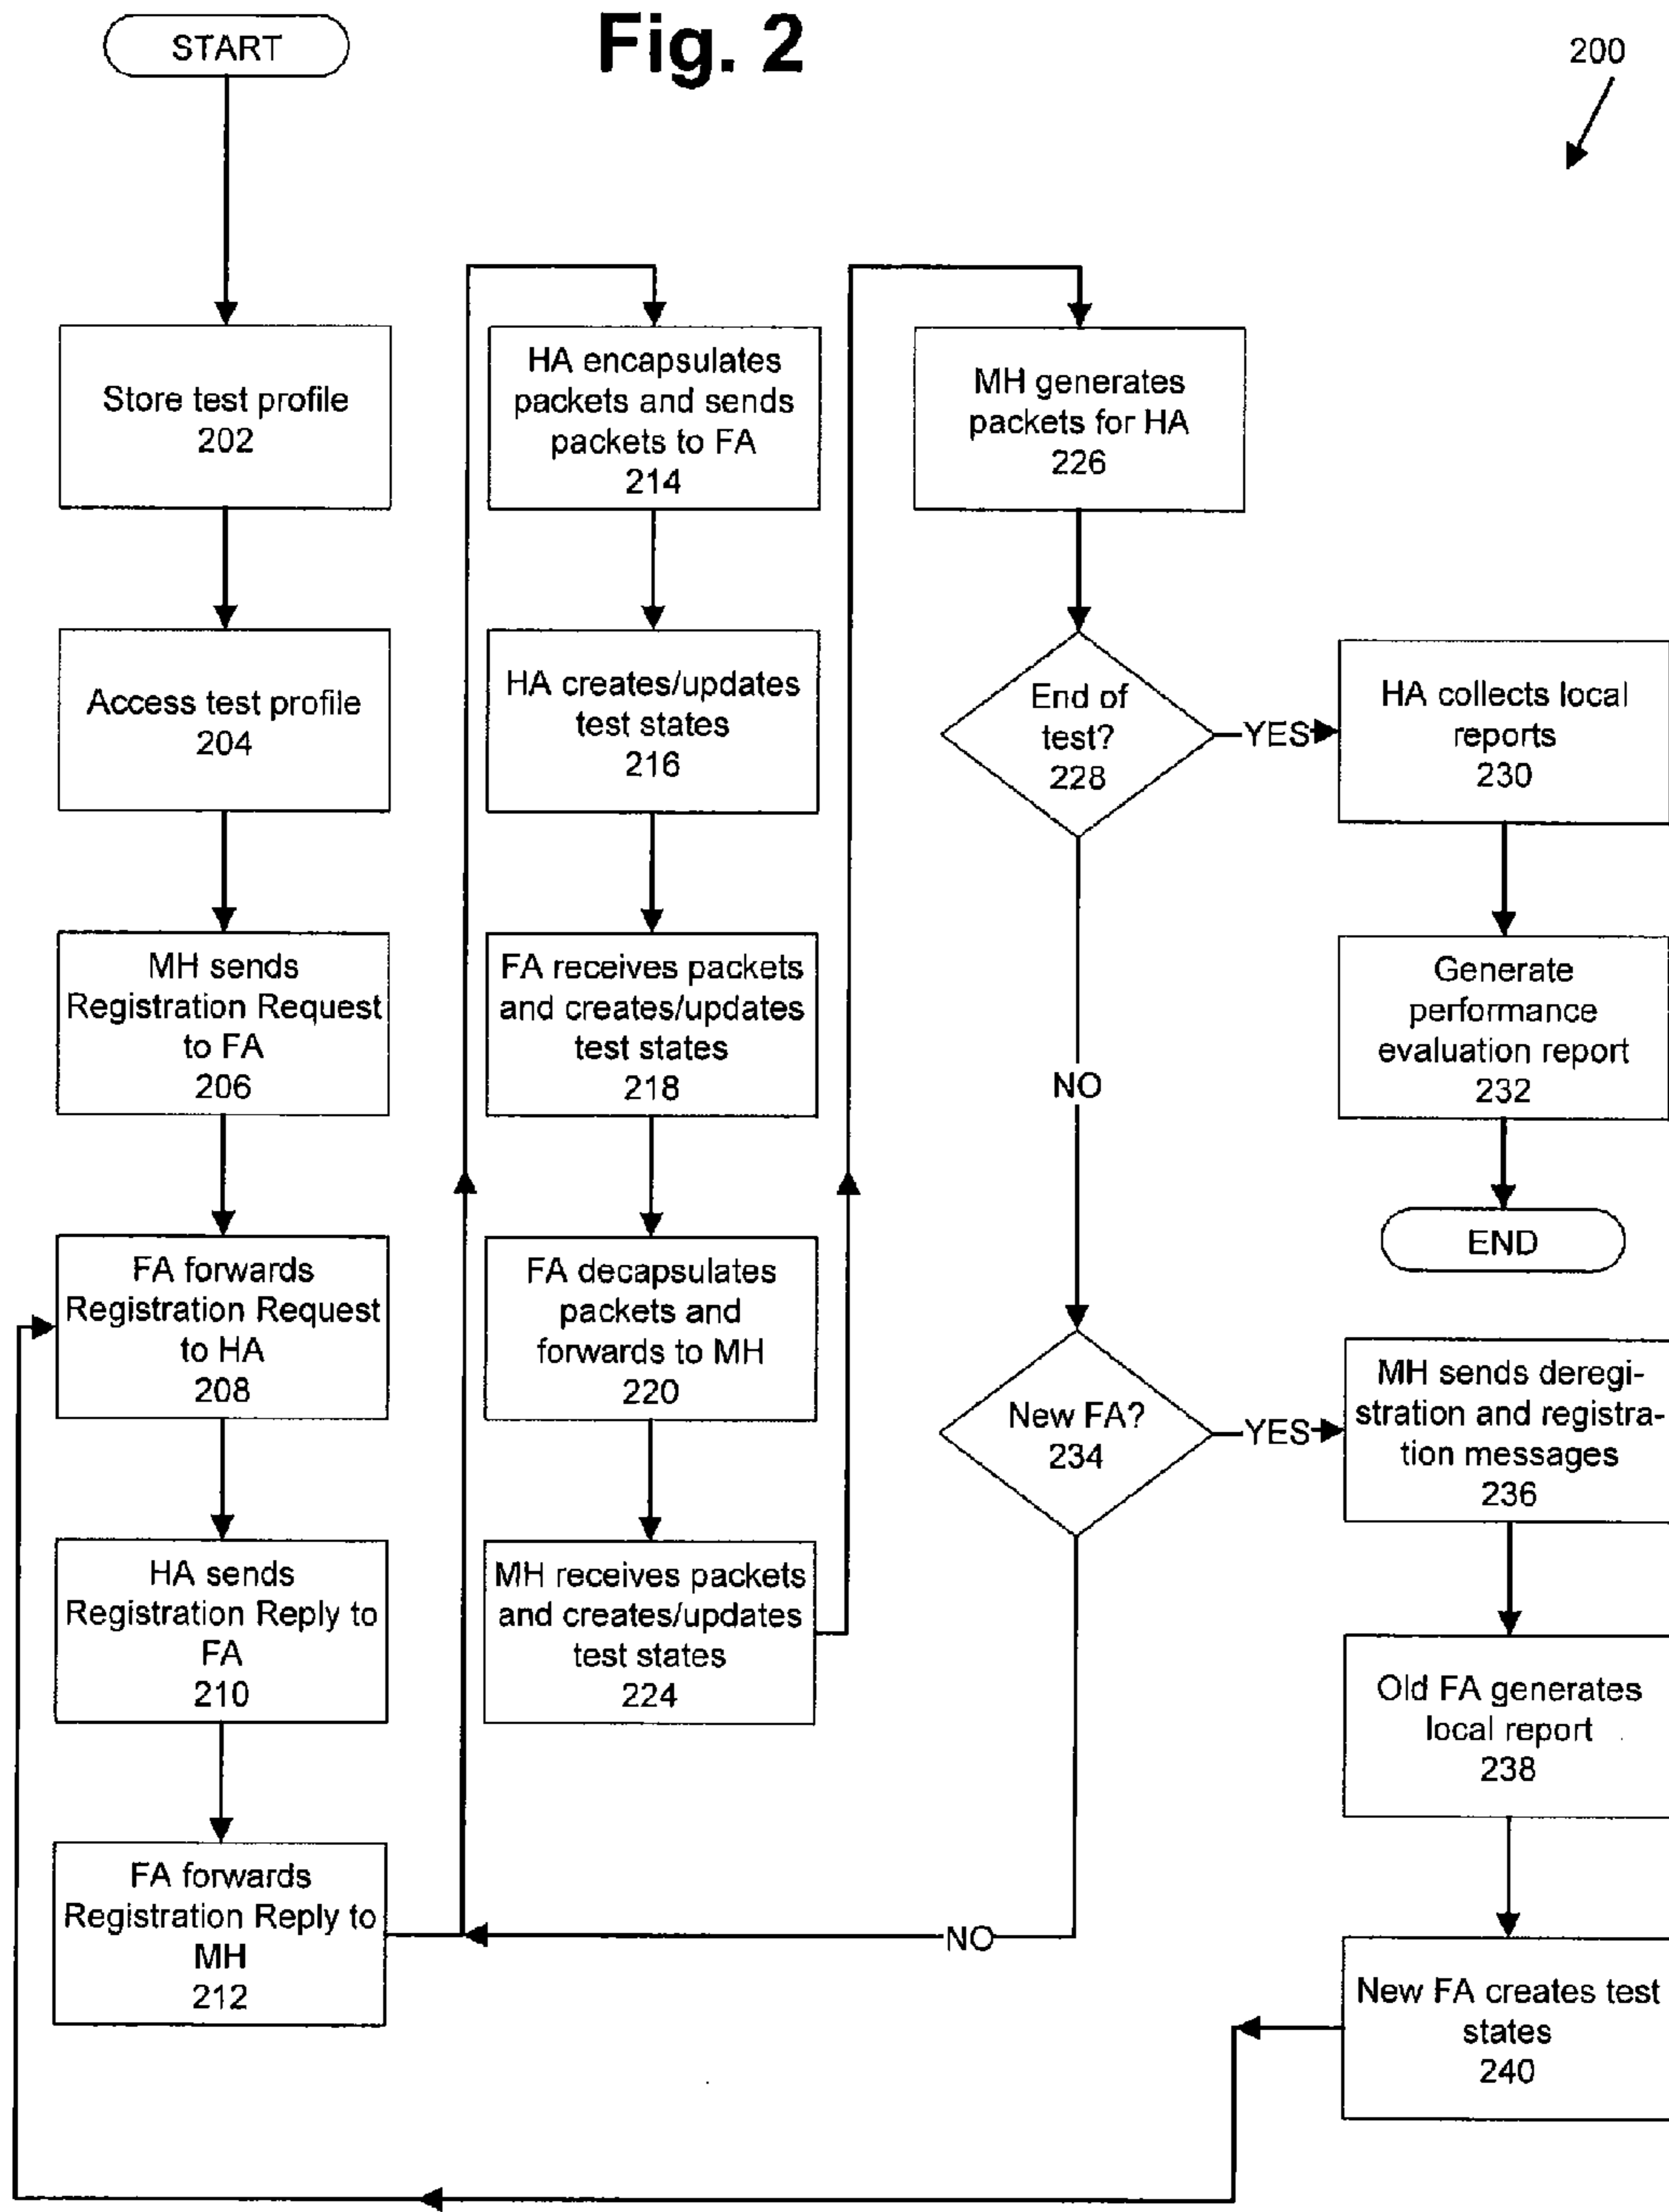 Fig. 2
200
START
Store test profile
202
Access test profile
204
MH sends
Registration Request
to FA
206
FA forwards
Registration Request
to HA
208
HA sends
Registration Reply to
FA
210
FA forwards
Registration Reply to
MH
212
HA encapsulates
packets and sends
packets to FA
214
HA creates/updates
test states
216
FA receives packets
and creates/updates
test states
218
FA decapsulates
packets and
forwards to MH
220
MH receives packets
and creates/updates
test states
224
MH generates
packets for HA
226
End of
test?
228
YES
NO
HA collects local
reports
230
Generate
performance
evaluation report
232
END
New FA?
234
YES
NO
MH sends deregi-
stration and registra-
tion messages
236
Old FA generates
local report
238
New FA creates test
states
240